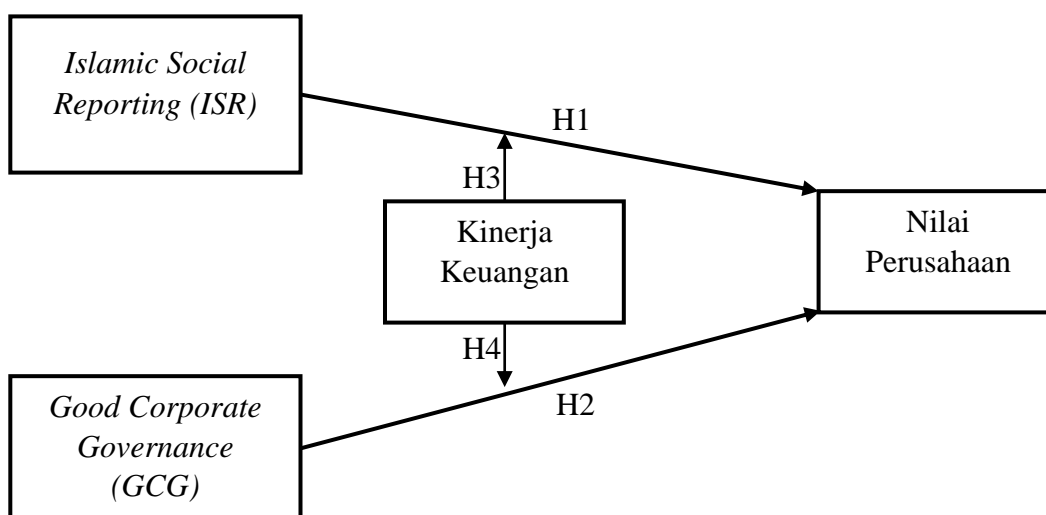 Islamic Social
Reporting (ISR)
H1
H3
Kinerja
Keuangan
Nilai
Perusahaan
H4
H2
Good Corporate
Governance
(GCG)